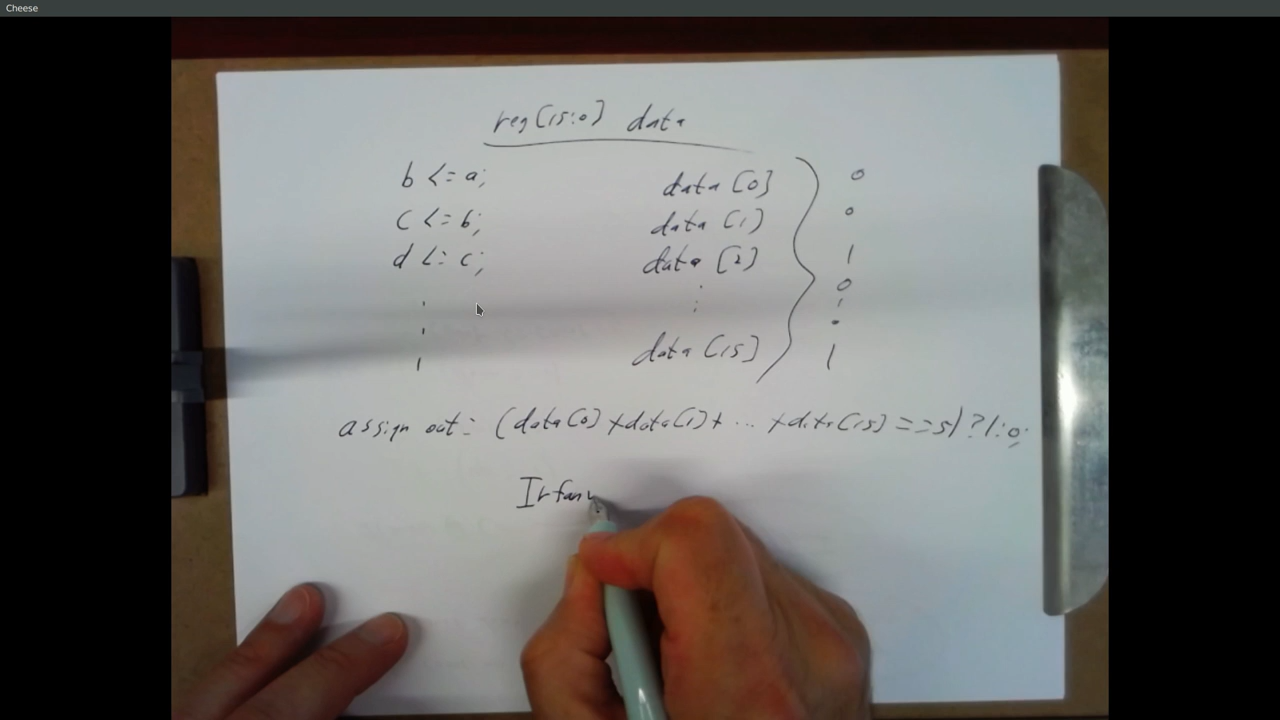 Cheese
reg[15:0] data
b <= a; data[0] 0
c <= b; data[1] 0
d <= c; data[2] 1
0
data[15] 1
assign out = (data[0]+data[1]+ ... +data[15]==5)?1:0;
Irfan